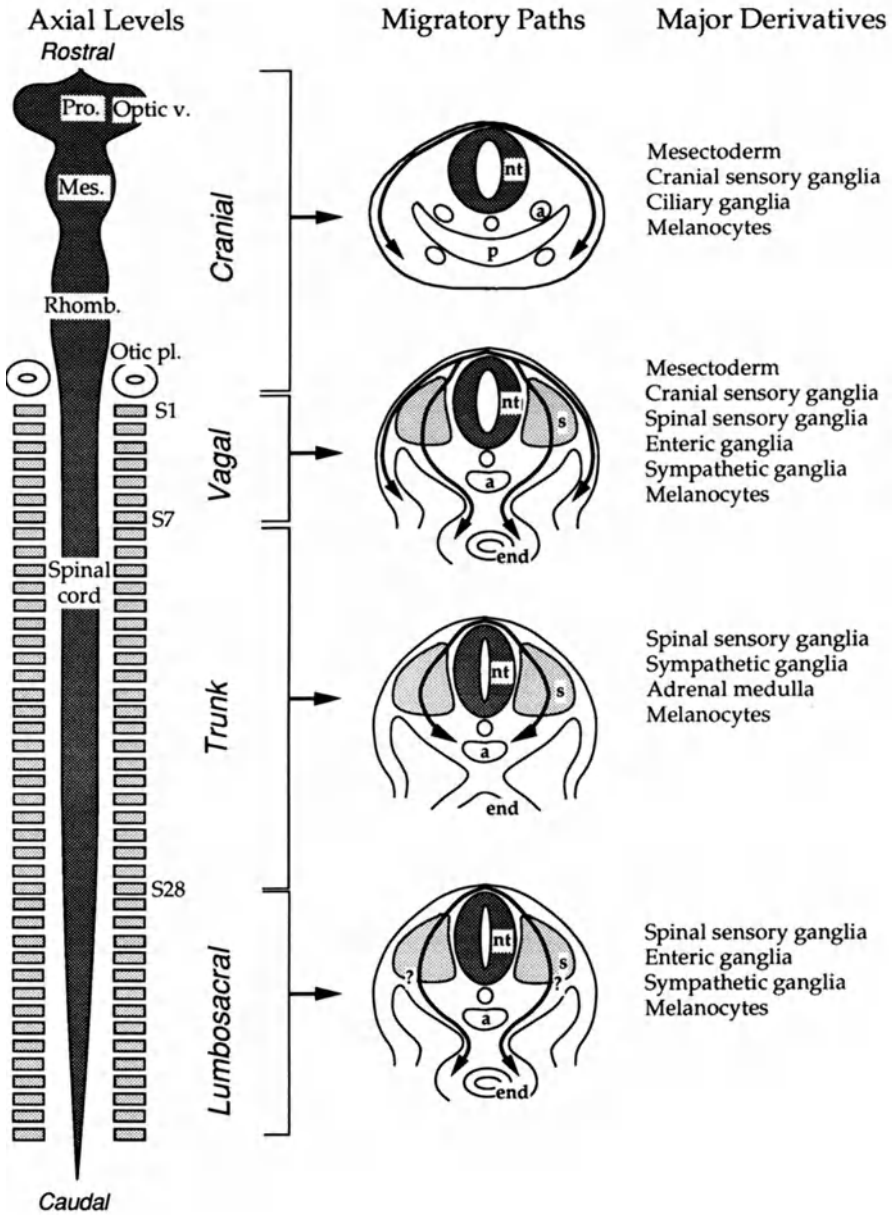 Axial Levels
Migratory Paths
Major Derivatives
Rostral
Pro.
Optic v.
Mes.
Rhomb.
Otic pl.
S1
S7
Spinal
cord
S28
Caudal
Cranial
nt
a
p
Mesectoderm
Cranial sensory ganglia
Ciliary ganglia
Melanocytes
Vagal
nt
s
a
end
Mesectoderm
Cranial sensory ganglia
Spinal sensory ganglia
Enteric ganglia
Sympathetic ganglia
Melanocytes
Trunk
nt
s
a
end
Spinal sensory ganglia
Sympathetic ganglia
Adrenal medulla
Melanocytes
Lumbosacral
nt
s
?
?
a
end
Spinal sensory ganglia
Enteric ganglia
Sympathetic ganglia
Melanocytes